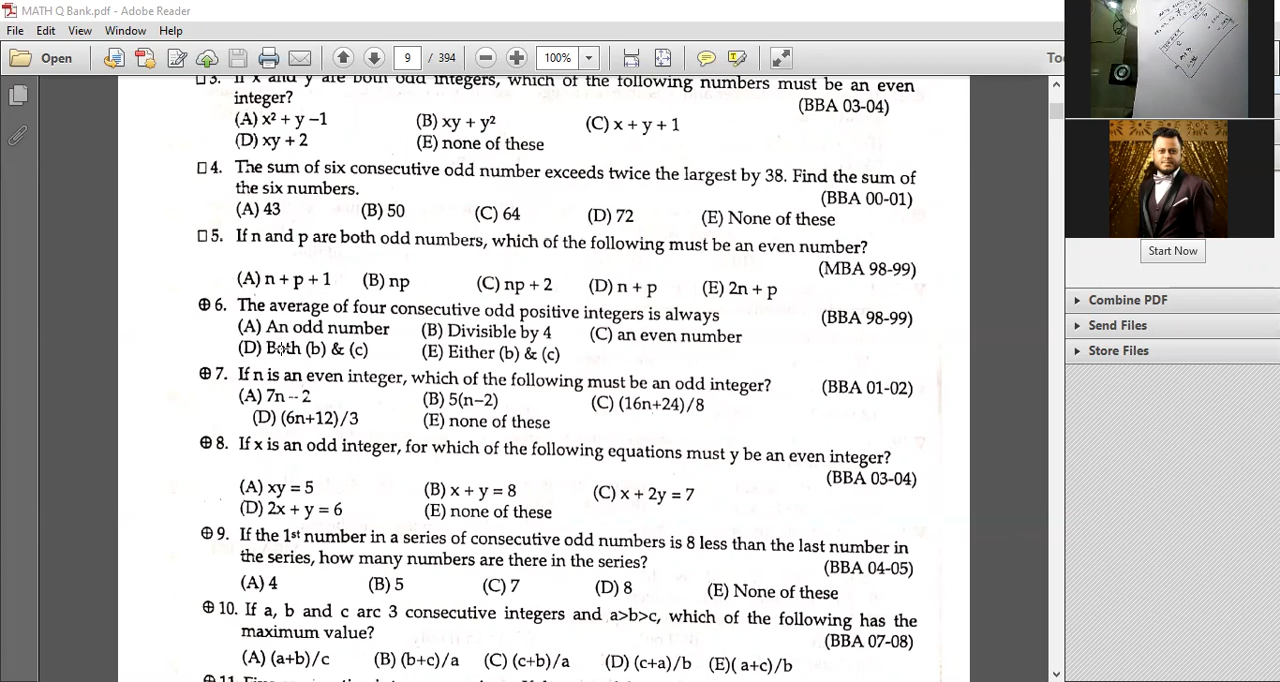 MATH Q Bank.pdf - Adobe Reader
File Edit View Window Help
Open 9 / 394 100%
3. If x and y are both odd integers, which of the following numbers must be an even
integer? (BBA 03-04)
(A) x² + y –1 (B) xy + y² (C) x + y + 1
(D) xy + 2 (E) none of these
4. The sum of six consecutive odd number exceeds twice the largest by 38. Find the sum of
the six numbers. (BBA 00-01)
(A) 43 (B) 50 (C) 64 (D) 72 (E) None of these
5. If n and p are both odd numbers, which of the following must be an even number?
(MBA 98-99)
(A) n + p + 1 (B) np (C) np + 2 (D) n + p (E) 2n + p
6. The average of four consecutive odd positive integers is always (BBA 98-99)
(A) An odd number (B) Divisible by 4 (C) an even number
(D) Both (b) & (c) (E) Either (b) & (c)
7. If n is an even integer, which of the following must be an odd integer? (BBA 01-02)
(A) 7n -- 2 (B) 5(n–2) (C) (16n+24)/8
(D) (6n+12)/3 (E) none of these
8. If x is an odd integer, for which of the following equations must y be an even integer?
(BBA 03-04)
(A) xy = 5 (B) x + y = 8 (C) x + 2y = 7
(D) 2x + y = 6 (E) none of these
9. If the 1st number in a series of consecutive odd numbers is 8 less than the last number in
the series, how many numbers are there in the series? (BBA 04-05)
(A) 4 (B) 5 (C) 7 (D) 8 (E) None of these
10. If a, b and c arc 3 consecutive integers and a>b>c, which of the following has the
maximum value? (BBA 07-08)
(A) (a+b)/c (B) (b+c)/a (C) (c+b)/a (D) (c+a)/b (E)( a+c)/b
Start Now
Combine PDF
Send Files
Store Files